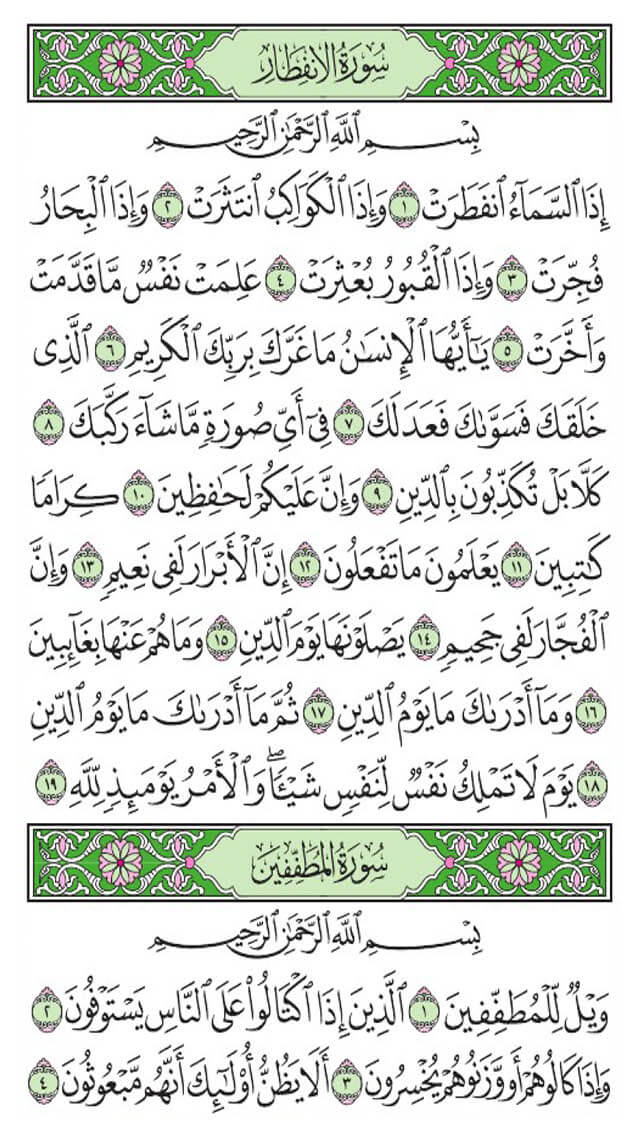 سُورَةُ الِانفِطَارِ
بِسْمِ ٱللَّهِ ٱلرَّحْمَٰنِ ٱلرَّحِيمِ
إِذَا ٱلسَّمَآءُ ٱنفَطَرَتْ ١ وَإِذَا ٱلْكَوَاكِبُ ٱنتَثَرَتْ ٢ وَإِذَا ٱلْبِحَارُ
فُجِّرَتْ ٣ وَإِذَا ٱلْقُبُورُ بُعْثِرَتْ ٤ عَلِمَتْ نَفْسٌ مَّا قَدَّمَتْ
وَأَخَّرَتْ ٥ يَٰٓأَيُّهَا ٱلْإِنسَٰنُ مَا غَرَّكَ بِرَبِّكَ ٱلْكَرِيمِ ٦ ٱلَّذِى
خَلَقَكَ فَسَوَّىٰكَ فَعَدَلَكَ ٧ فِىٓ أَىِّ صُورَةٍ مَّا شَآءَ رَكَّبَكَ ٨
كَلَّا بَلْ تُكَذِّبُونَ بِٱلدِّينِ ٩ وَإِنَّ عَلَيْكُمْ لَحَٰفِظِينَ ١٠ كِرَامًا
كَٰتِبِينَ ١١ يَعْلَمُونَ مَا تَفْعَلُونَ ١٢ إِنَّ ٱلْأَبْرَارَ لَفِى نَعِيمٍ ١٣ وَإِنَّ
ٱلْفُجَّارَ لَفِى جَحِيمٍ ١٤ يَصْلَوْنَهَا يَوْمَ ٱلدِّينِ ١٥ وَمَا هُمْ عَنْهَا بِغَآئِبِينَ
١٦ وَمَآ أَدْرَىٰكَ مَا يَوْمُ ٱلدِّينِ ١٧ ثُمَّ مَآ أَدْرَىٰكَ مَا يَوْمُ ٱلدِّينِ
١٨ يَوْمَ لَا تَمْلِكُ نَفْسٌ لِّنَفْسٍ شَيْـًٔا ۖ وَٱلْأَمْرُ يَوْمَئِذٍ لِّلَّهِ ١٩
سُورَةُ المُطَفِّفِينَ
بِسْمِ ٱللَّهِ ٱلرَّحْمَٰنِ ٱلرَّحِيمِ
وَيْلٌ لِّلْمُطَفِّفِينَ ١ ٱلَّذِينَ إِذَا ٱكْتَالُوا۟ عَلَى ٱلنَّاسِ يَسْتَوْفُونَ ٢
وَإِذَا كَالُوهُمْ أَو وَّزَنُوهُمْ يُخْسِرُونَ ٣ أَلَا يَظُنُّ أُو۟لَٰٓئِكَ أَنَّهُم مَّبْعُوثُونَ ٤